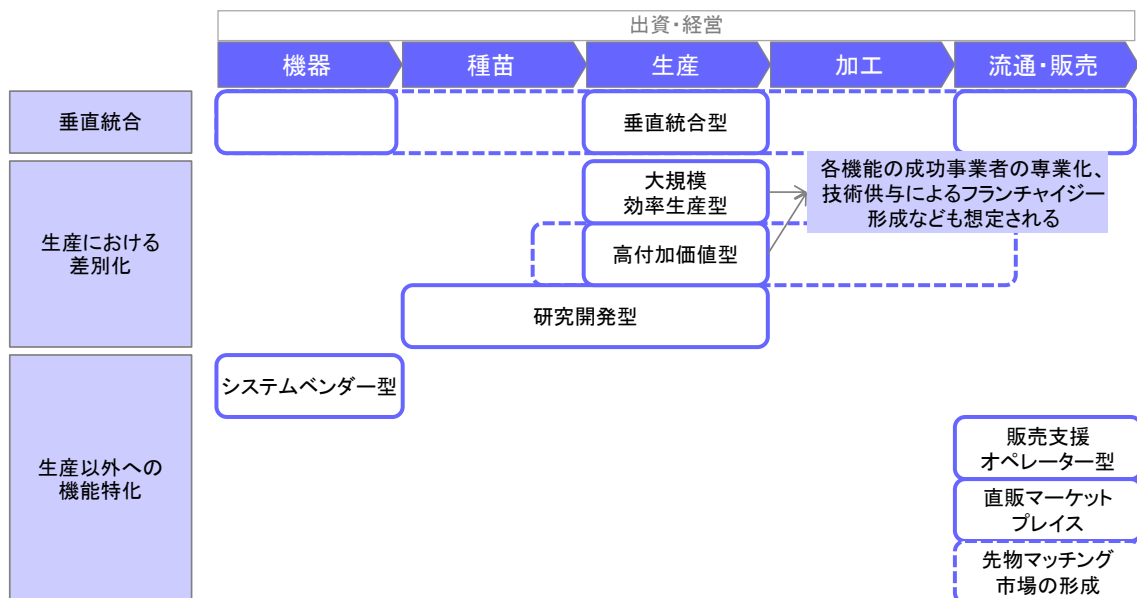 出資・経営
機器
種苗
生産
加工
流通・販売
垂直統合
垂直統合型
生産における
差別化
大規模
効率生産型
各機能の成功事業者の専業化、
技術供与によるフランチャイジー
形成なども想定される
高付加価値型
研究開発型
生産以外への
機能特化
システムベンダー型
販売支援
オペレーター型
直販マーケット
プレイス
先物マッチング
市場の形成